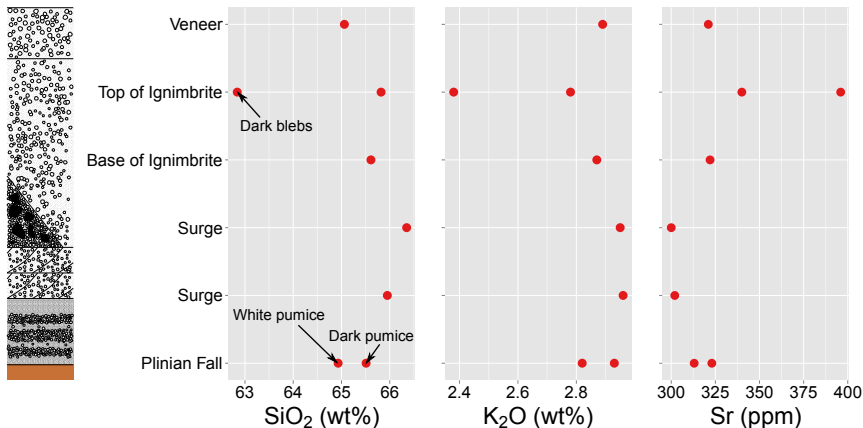 Veneer
Top of Ignimbrite
Dark blebs
Base of Ignimbrite
Surge
Surge
White pumice
Dark pumice
Plinian Fall
63 64 65 66
2.4 2.6 2.8
300 325 350 375 400
SiO₂ (wt%)
K₂O (wt%)
Sr (ppm)